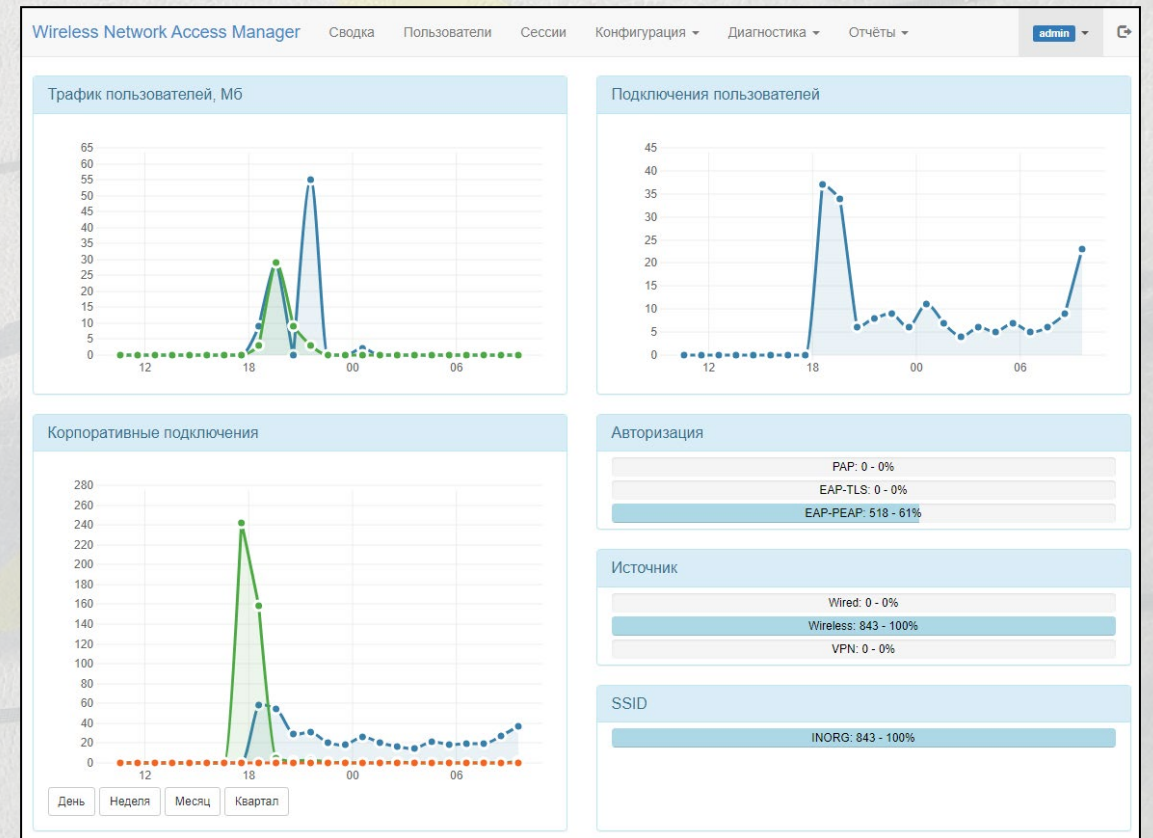 Wireless Network Access Manager Сводка Пользователи Сессии Конфигурация Диагностика Отчёты admin
Трафик пользователей, Мб
65
60
55
50
45
40
35
30
25
20
15
10
5
0
12 18 00 06
Подключения пользователей
45
40
35
30
25
20
15
10
5
0
12 18 00 06
Корпоративные подключения
280
260
240
220
200
180
160
140
120
100
80
60
40
20
0
12 18 00 06
День Неделя Месяц Квартал
Авторизация
PAP: 0 - 0%
EAP-TLS: 0 - 0%
EAP-PEAP: 518 - 61%
Источник
Wired: 0 - 0%
Wireless: 843 - 100%
VPN: 0 - 0%
SSID
INORG: 843 - 100%